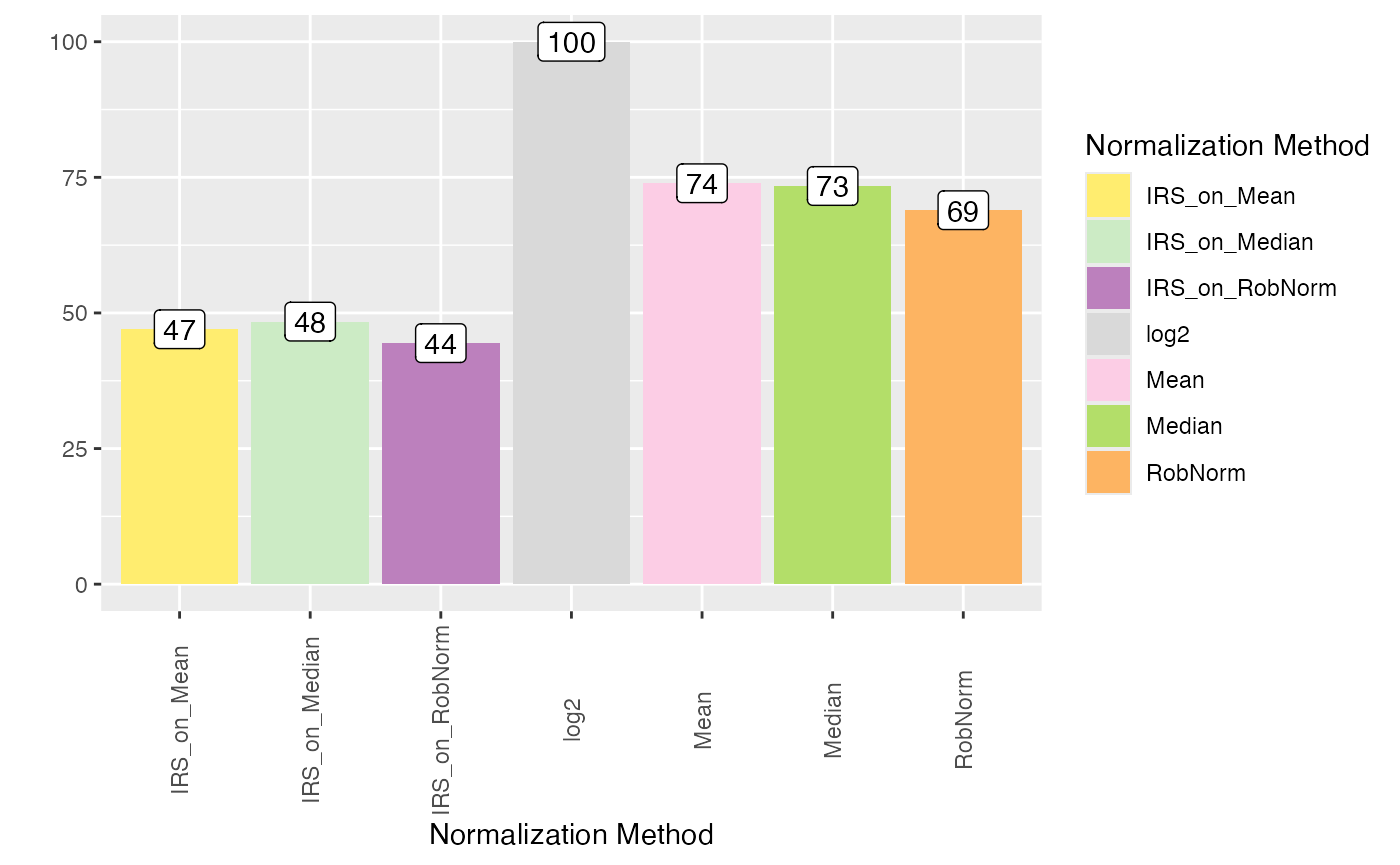 100
75
50
25
0
47
48
44
100
74
73
69
IRS_on_Mean
IRS_on_Median
IRS_on_RobNorm
log2
Mean
Median
RobNorm
Normalization Method
Normalization Method
IRS_on_Mean
IRS_on_Median
IRS_on_RobNorm
log2
Mean
Median
RobNorm